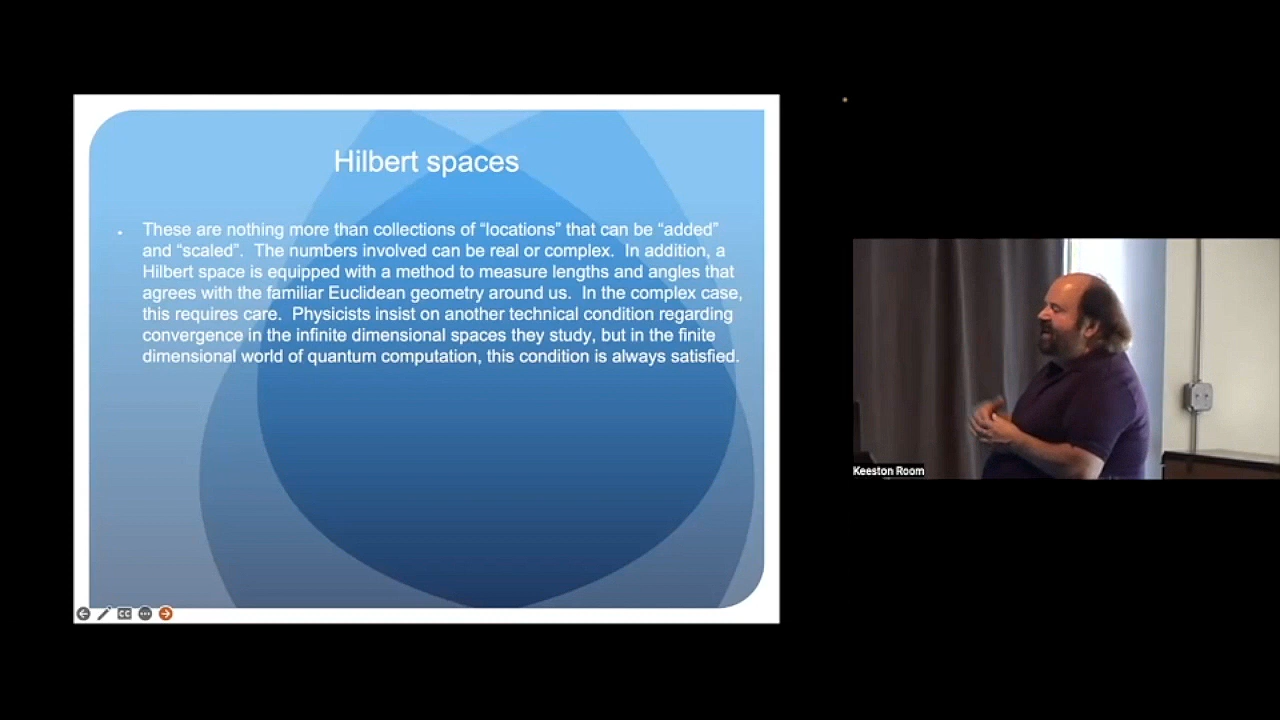 Hilbert spaces
These are nothing more than collections of “locations” that can be “added”
and “scaled”.  The numbers involved can be real or complex.  In addition, a
Hilbert space is equipped with a method to measure lengths and angles that
agrees with the familiar Euclidean geometry around us.  In the complex case,
this requires care.  Physicists insist on another technical condition regarding
convergence in the infinite dimensional spaces they study, but in the finite
dimensional world of quantum computation, this condition is always satisfied.
CC
Keeston Room